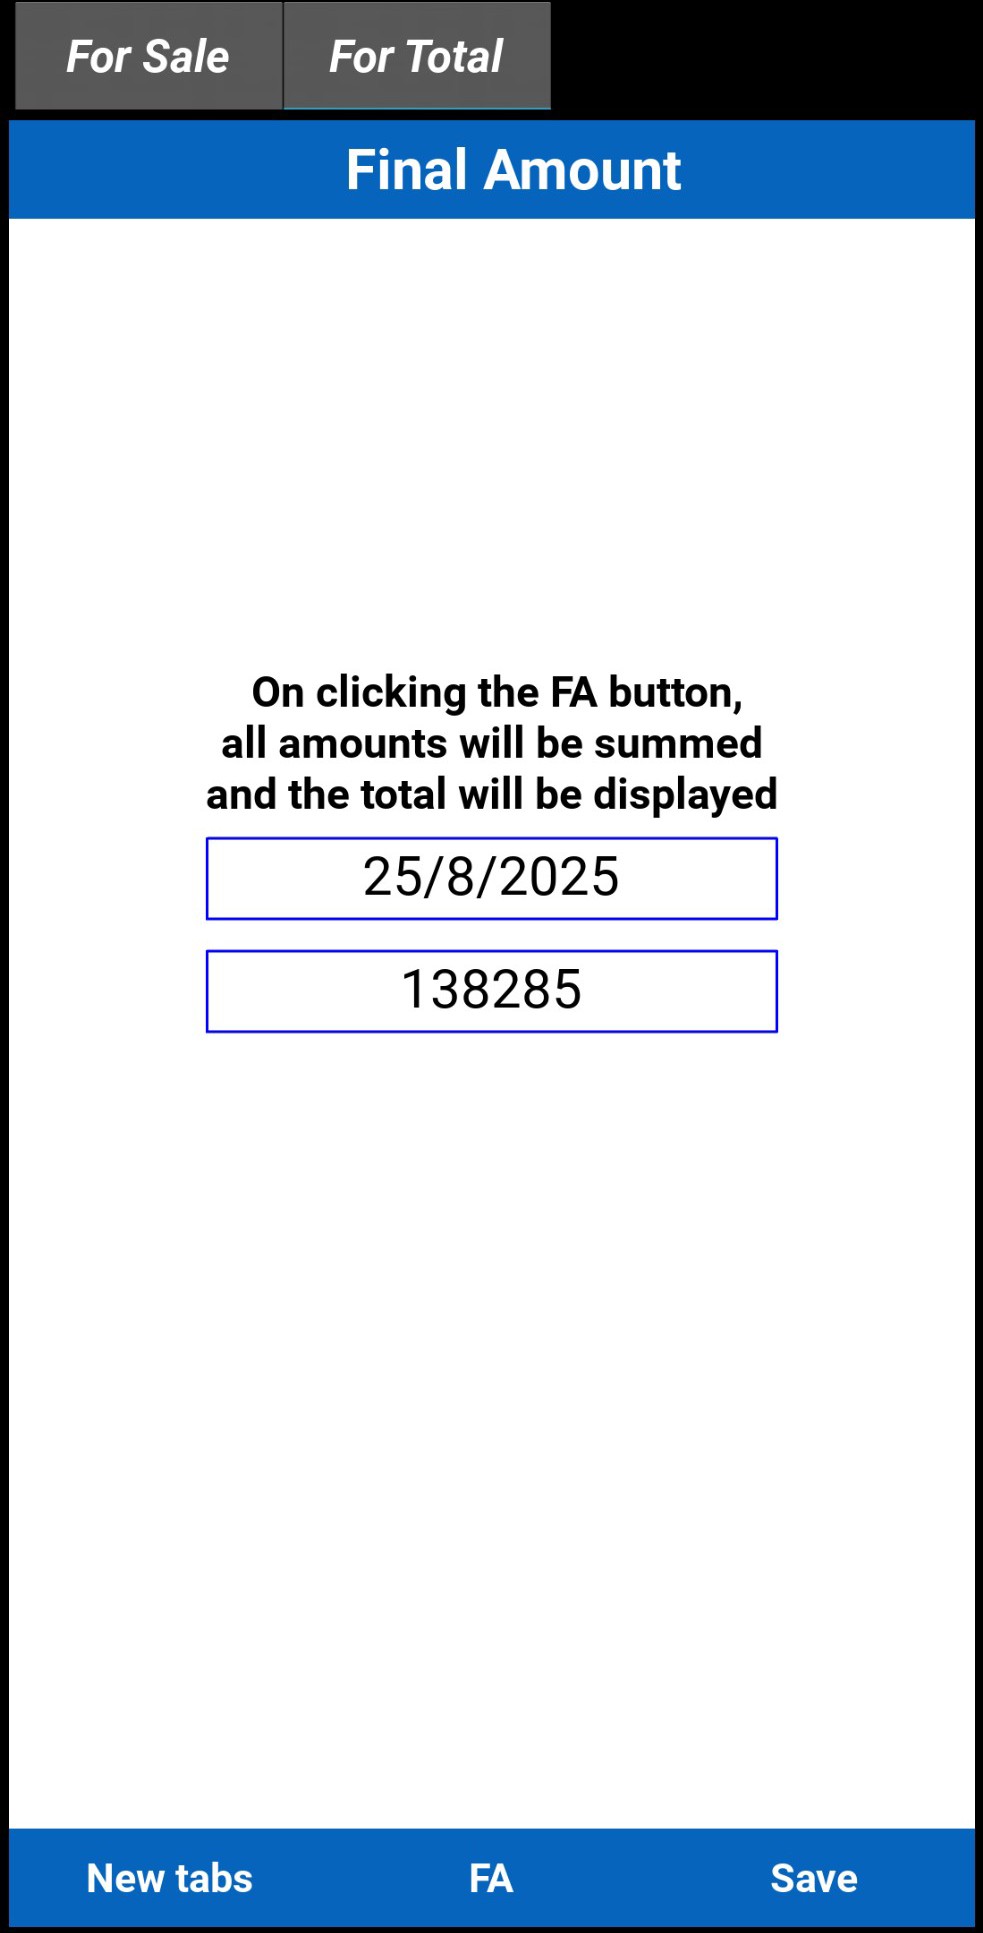 For Sale
For Total
Final Amount
On clicking the FA button,
all amounts will be summed
and the total will be displayed
25/8/2025
138285
New tabs
FA
Save